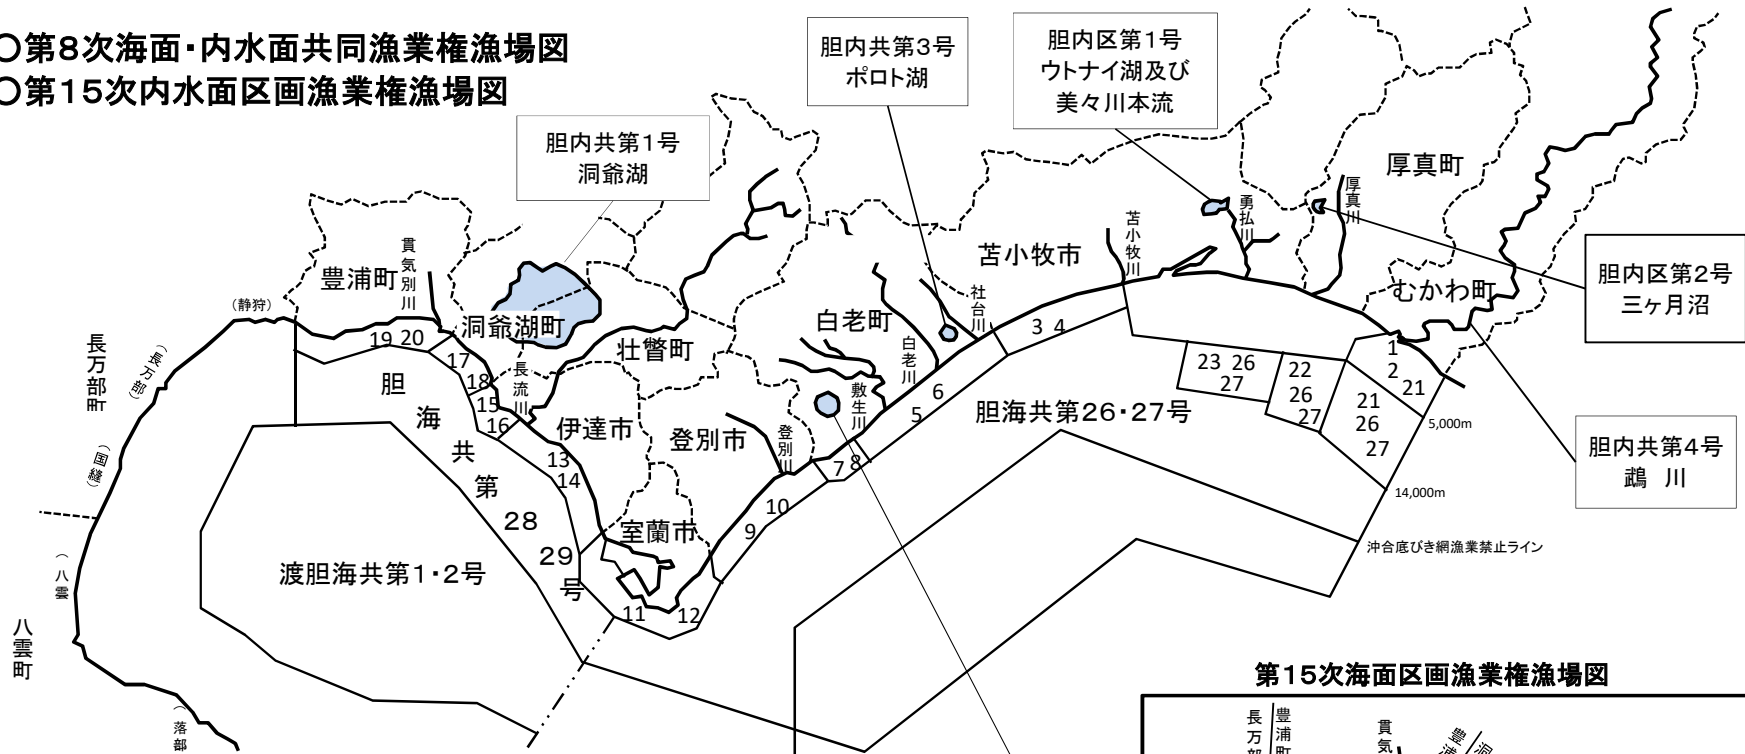 ○第8次海面・内水面共同漁業権漁場図
○第15次内水面区画漁業権漁場図
胆内共第1号
洞爺湖
胆内共第3号
ポロト湖
胆内区第1号
ウトナイ湖及び
美々川本流
厚真町
厚真川
勇払川
苫小牧川
苫小牧市
胆内区第2号
三ヶ月沼
むかわ町
胆内共第4号
鵡 川
豊浦町
貫気別川
(静狩)
洞爺湖町
壮瞥町
白老町
社台川
白老川
敷生川
長万部町
(長万部)
(国縫)
(八雲
八雲町
(落部
長流川
伊達市
登別市
登別川
室蘭市
19 20
17
18
15
16
13
14
11
12
9
10
7
8
5
6
3 4
1
2
21
21
26
27
22
26
27
23 26
27
5,000m
14,000m
沖合底びき網漁業禁止ライン
胆海共第26・27号
胆海共第28 29号
渡胆海共第1・2号
第15次海面区画漁業権漁場図
長万部
豊浦町
貫気
豊浦
洞